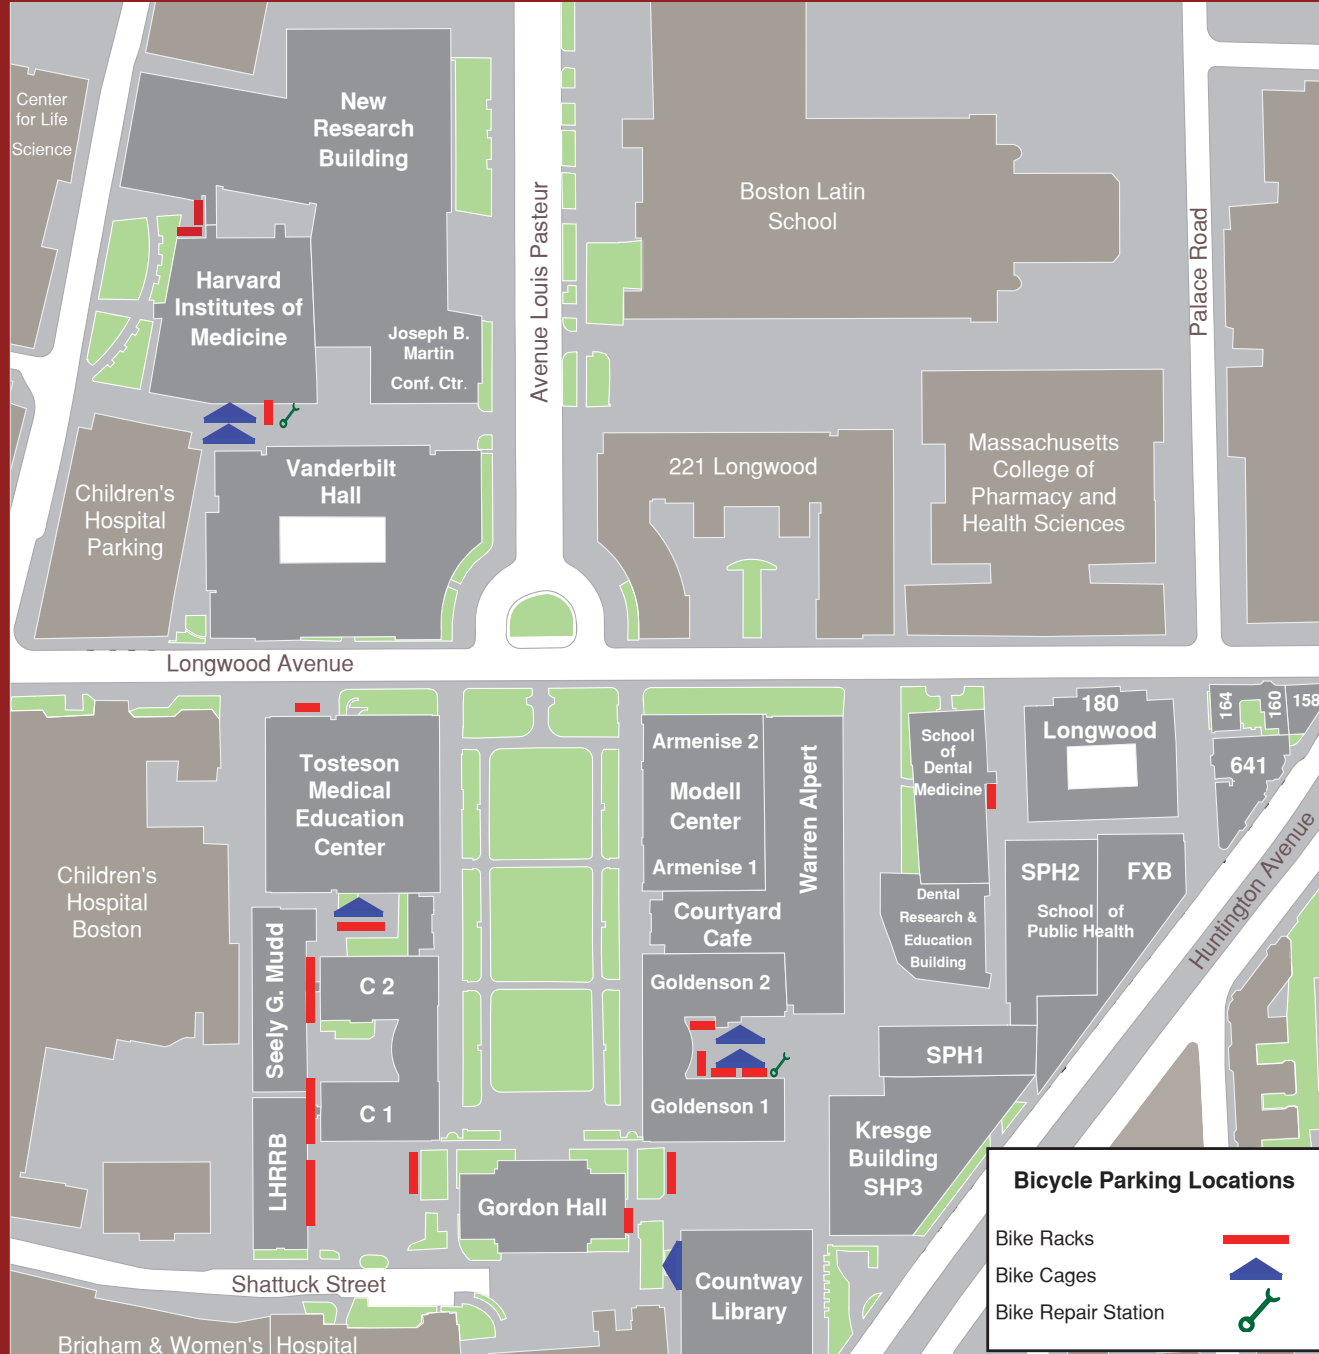 Center
for Life
Science
New
Research
Building
Boston Latin
School
Avenue Louis Pasteur
Palace Road
Harvard
Institutes of
Medicine
Joseph B.
Martin
Conf. Ctr.
Massachusetts
College of
Pharmacy and
Health Sciences
221 Longwood
Vanderbilt
Hall
Children's
Hospital
Parking
Longwood Avenue
164
160
158
180
Longwood
641
School
of
Dental
Medicine
Armenise 2
Modell
Center
Armenise 1
Warren Alpert
Tosteson
Medical
Education
Center
Huntington Avenue
Children's
Hospital
Boston
SPH2
FXB
School of
Public Health
Dental
Research &
Education
Building
Courtyard
Cafe
Seely G. Mudd
C 2
Goldenson 2
SPH1
C 1
Goldenson 1
LHRRB
Kresge
Building
SHP3
Gordon Hall
Bicycle Parking Locations
Bike Racks
Bike Cages
Bike Repair Station
Shattuck Street
Countway
Library
Brigham & Women's Hospital